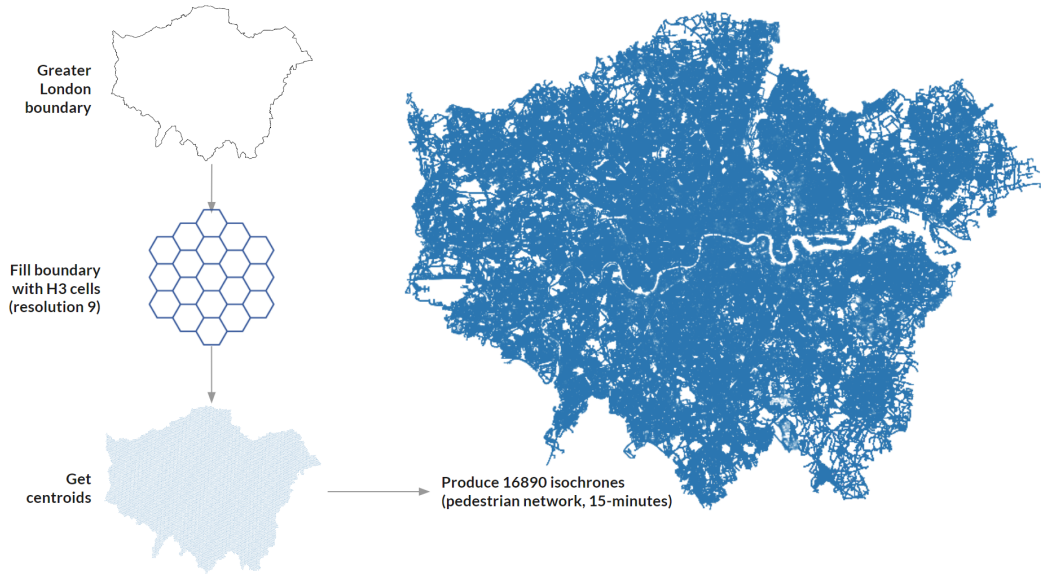 Greater
London
boundary
Fill boundary
with H3 cells
(resolution 9)
Get
centroids
Produce 16890 isochrones
(pedestrian network, 15-minutes)